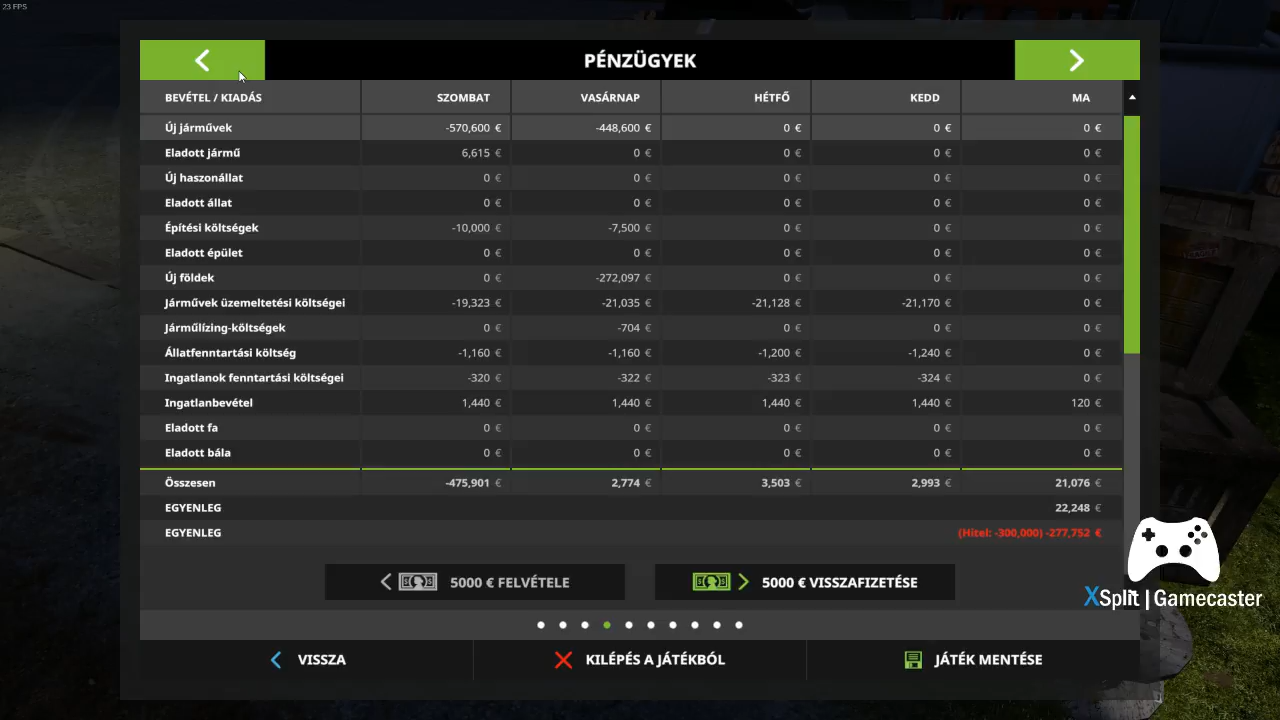 23 FPS
PÉNZÜGYEK
BEVÉTEL / KIADÁS SZOMBAT VASÁRNAP HÉTFŐ KEDD MA
Új járművek -570,600 € -448,600 € 0 € 0 € 0 €
Eladott jármű 6,615 € 0 € 0 € 0 € 0 €
Új haszonállat 0 € 0 € 0 € 0 € 0 €
Eladott állat 0 € 0 € 0 € 0 € 0 €
Építési költségek -10,000 € -7,500 € 0 € 0 € 0 €
Eladott épület 0 € 0 € 0 € 0 € 0 €
Új földek 0 € -272,097 € 0 € 0 € 0 €
Járművek üzemeltetési költségei -19,323 € -21,035 € -21,128 € -21,170 € 0 €
Járműlízing-költségek 0 € -704 € 0 € 0 € 0 €
Állatfenntartási költség -1,160 € -1,160 € -1,200 € -1,240 € 0 €
Ingatlanok fenntartási költségei -320 € -322 € -323 € -324 € 0 €
Ingatlanbevétel 1,440 € 1,440 € 1,440 € 1,440 € 120 €
Eladott fa 0 € 0 € 0 € 0 € 0 €
Eladott bála 0 € 0 € 0 € 0 € 0 €
Összesen -475,901 € 2,774 € 3,503 € 2,993 € 21,076 €
EGYENLEG 22,248 €
EGYENLEG (Hitel: -300,000) -277,752 €
5000 € FELVÉTELE 5000 € VISSZAFIZETÉSE
XSplit | Gamecaster
VISSZA KILÉPÉS A JÁTÉKBÓL JÁTÉK MENTÉSE